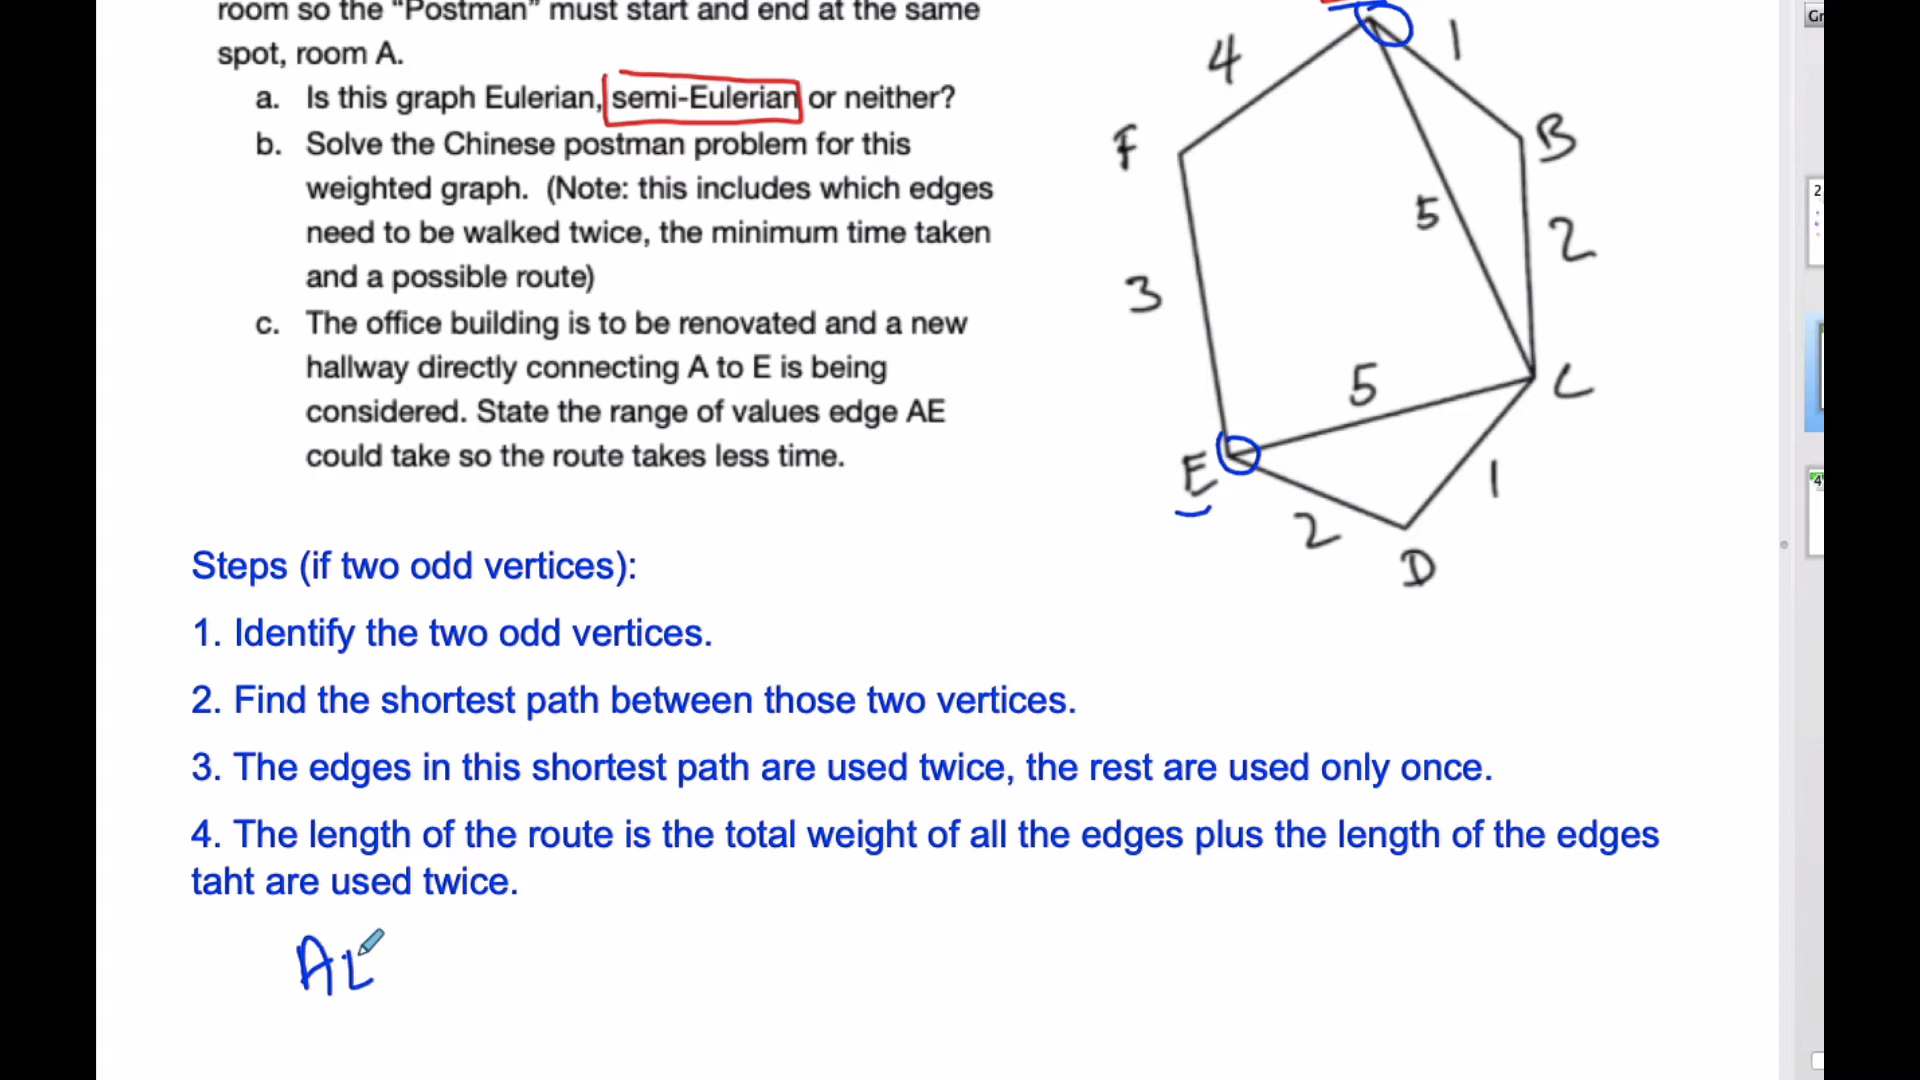 room so the "Postman" must start and end at the same
spot, room A.
a. Is this graph Eulerian, semi-Eulerian or neither?
b. Solve the Chinese postman problem for this
weighted graph. (Note: this includes which edges
need to be walked twice, the minimum time taken
and a possible route)
c. The office building is to be renovated and a new
hallway directly connecting A to E is being
considered. State the range of values edge AE
could take so the route takes less time.
4
1
F
B
5
2
3
5
C
E
1
2
D
Steps (if two odd vertices):
1. Identify the two odd vertices.
2. Find the shortest path between those two vertices.
3. The edges in this shortest path are used twice, the rest are used only once.
4. The length of the route is the total weight of all the edges plus the length of the edges
taht are used twice.
Gr
2
4